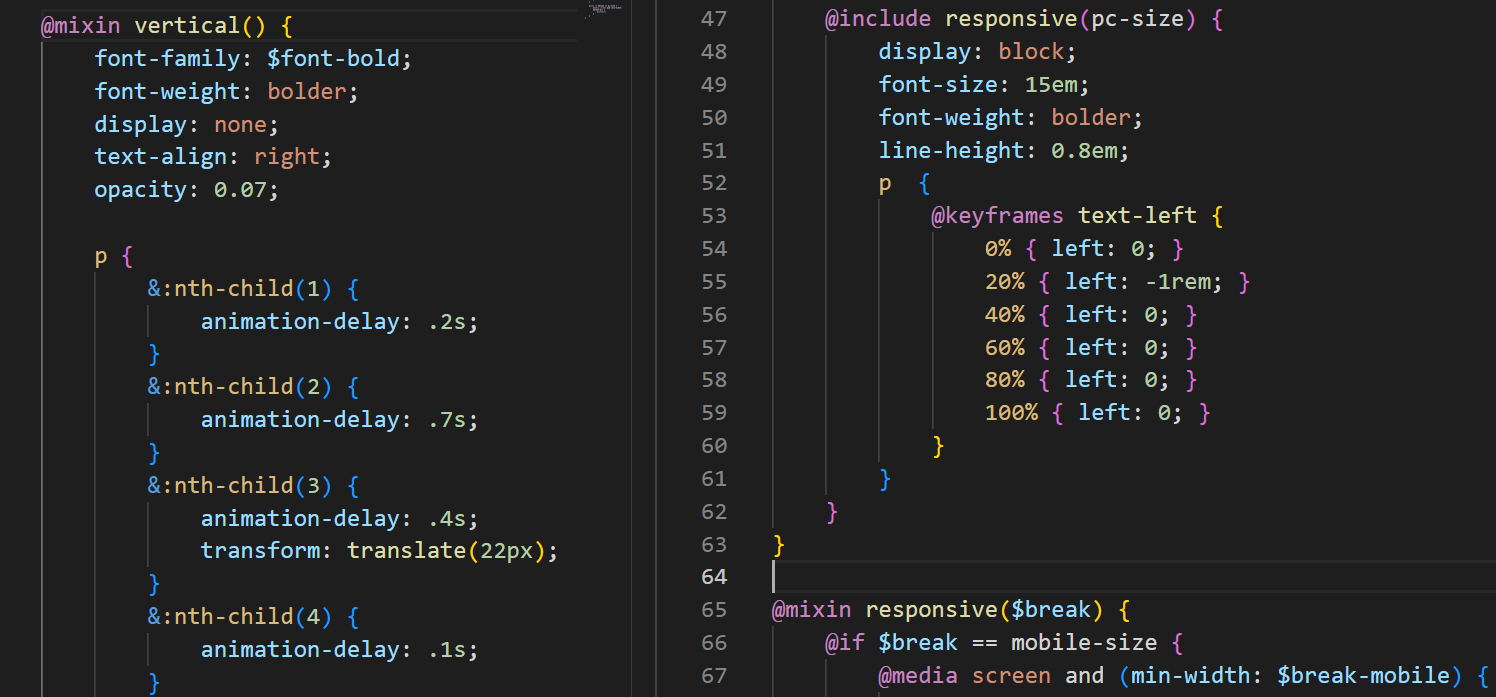 @mixin vertical() {
font-family: $font-bold;
font-weight: bolder;
display: none;
text-align: right;
opacity: 0.07;
p {
&:nth-child(1) {
animation-delay: .2s;
}
&:nth-child(2) {
animation-delay: .7s;
}
&:nth-child(3) {
animation-delay: .4s;
transform: translate(22px);
}
&:nth-child(4) {
animation-delay: .1s;
}
47 @include responsive(pc-size) {
48 display: block;
49 font-size: 15em;
50 font-weight: bolder;
51 line-height: 0.8em;
52 p  {
53 @keyframes text-left {
54 0% { left: 0; }
55 20% { left: -1rem; }
56 40% { left: 0; }
57 60% { left: 0; }
58 80% { left: 0; }
59 100% { left: 0; }
60 }
61 }
62 }
63 }
64
65 @mixin responsive($break) {
66 @if $break == mobile-size {
67 @media screen and (min-width: $break-mobile) {